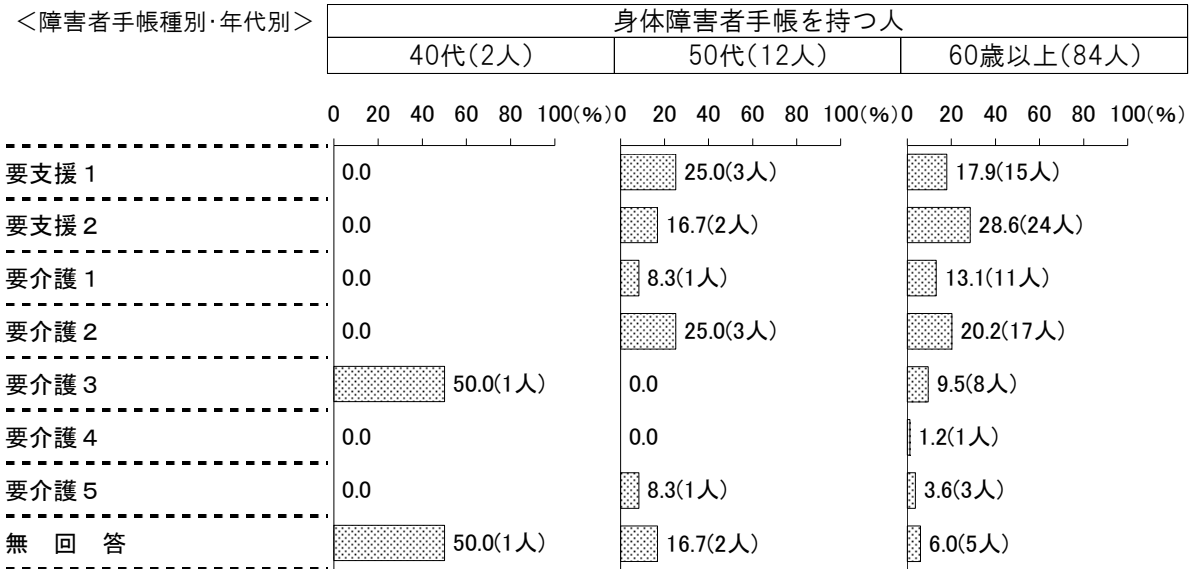 ＜障害者手帳種別･年代別＞
身体障害者手帳を持つ人
40代(2人) 50代(12人) 60歳以上(84人)
0 20 40 60 80 100(%) 0 20 40 60 80 100(%) 0 20 40 60 80 100(%)
要支援１ 0.0 25.0(3人) 17.9(15人)
要支援２ 0.0 16.7(2人) 28.6(24人)
要介護１ 0.0 8.3(1人) 13.1(11人)
要介護２ 0.0 25.0(3人) 20.2(17人)
要介護３ 50.0(1人) 0.0 9.5(8人)
要介護４ 0.0 0.0 1.2(1人)
要介護５ 0.0 8.3(1人) 3.6(3人)
無　回　答 50.0(1人) 16.7(2人) 6.0(5人)